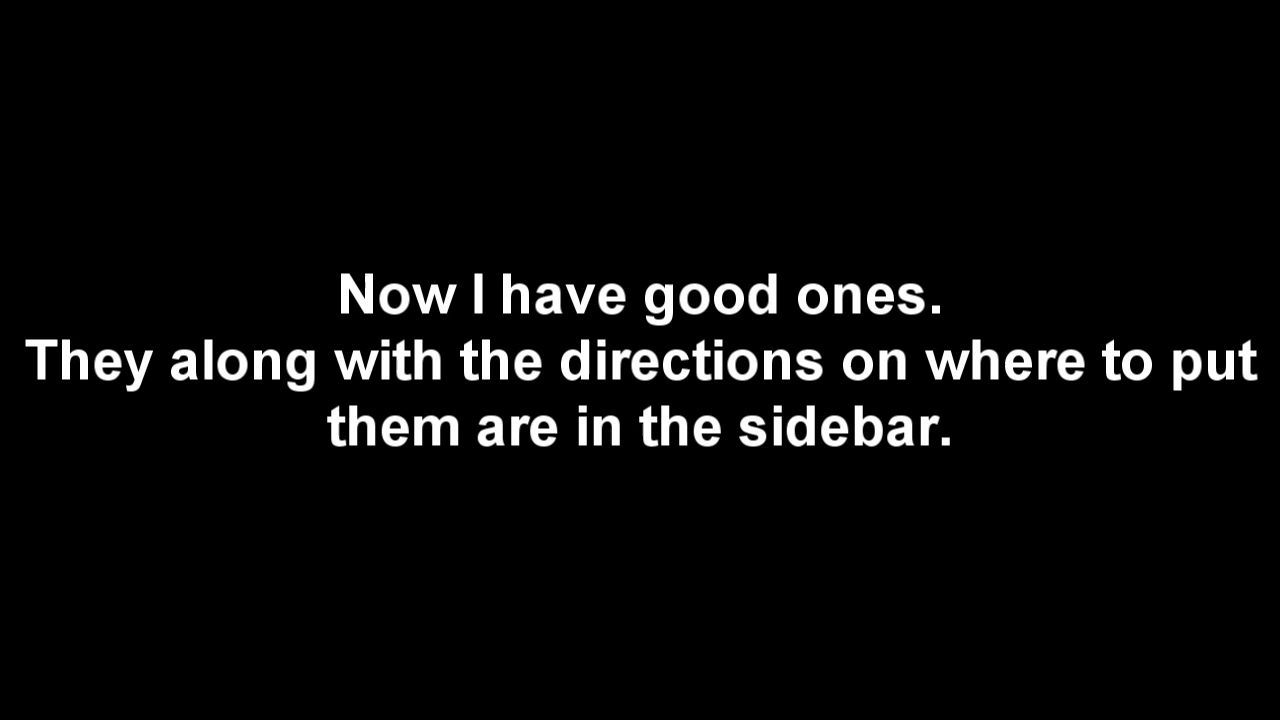 Now I have good ones.
They along with the directions on where to put
them are in the sidebar.